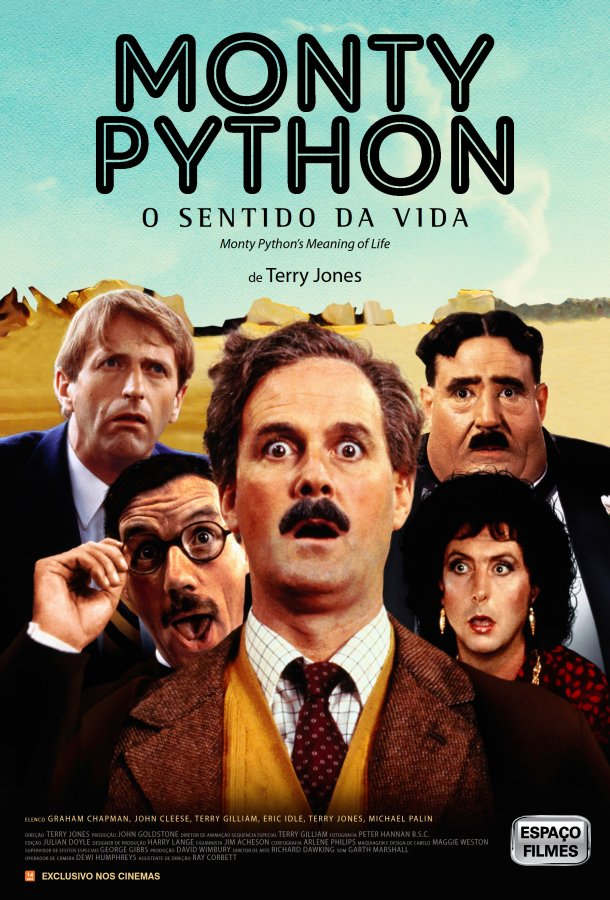 MONTY
PYTHON
O SENTIDO DA VIDA
Monty Python's Meaning of Life
de Terry Jones
ELENCO GRAHAM CHAPMAN, JOHN CLEESE, TERRY GILLIAM, ERIC IDLE, TERRY JONES, MICHAEL PALIN
DIREÇÃO TERRY JONES PRODUÇÃO JOHN GOLDSTONE DIRETOR DE ANIMAÇÃO SEQUENCIA ESPECIAL TERRY GILLIAM FOTOGRAFIA PETER HANNAN B.S.C.
EDIÇÃO JULIAN DOYLE DESIGNER DE PRODUÇÃO HARRY LANGE FIGURINISTA JIM ACHESON COREOGRAFIA ARLENE PHILIPS MAQUIAGEM E DESIGN DE CABELO MAGGIE WESTON
SUPERVISOR DE EFEITOS ESPECIAIS GEORGE GIBBS PRODUÇÃO DAVID WIMBURY DIRETOR DE ARTE RICHARD DAWKING SOM GARTH MARSHALL
OPERADOR DE CÂMERA DEWI HUMPHREYS ASSISTENTE DE DIREÇÃO RAY CORBETT
14 EXCLUSIVO NOS CINEMAS
ESPAÇO
FILMES